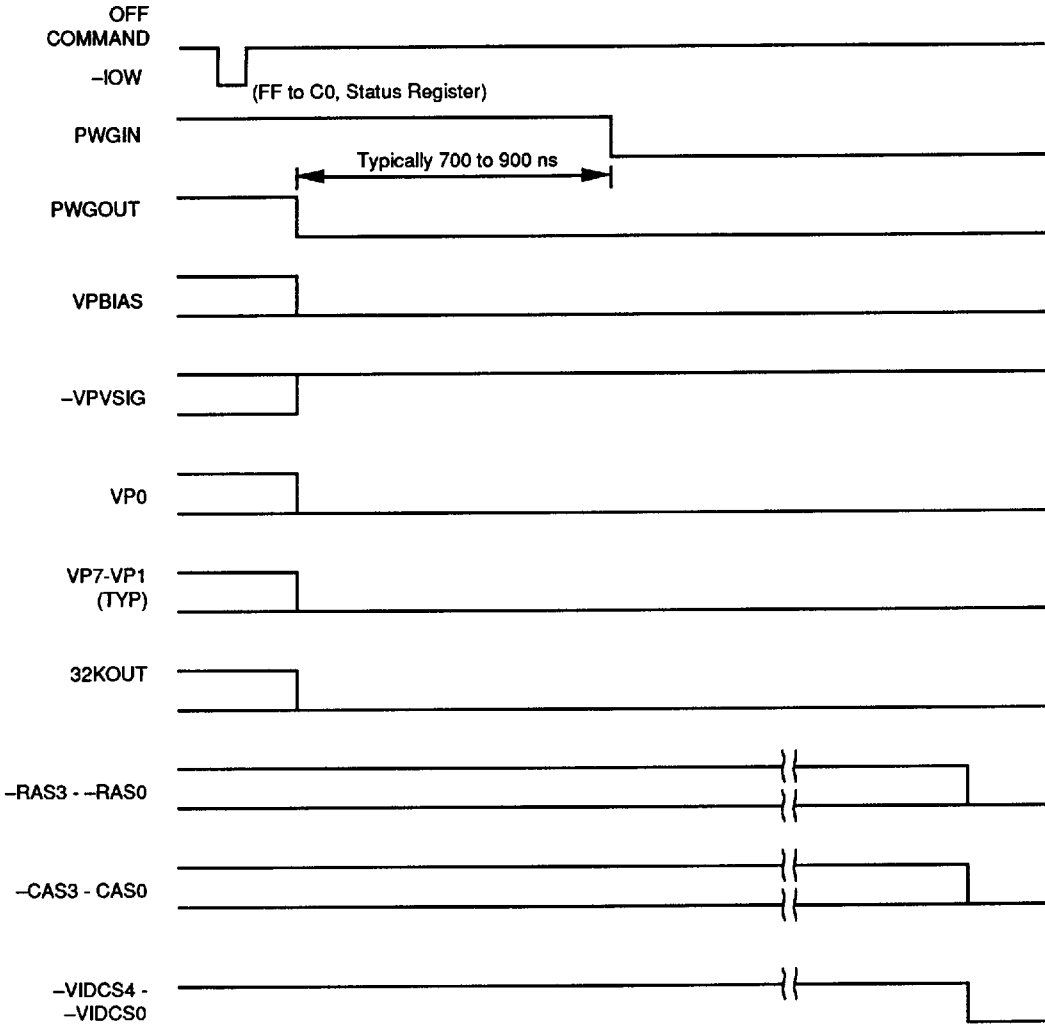 OFF
COMMAND
–IOW
(FF to C0, Status Register)
PWGIN
Typically 700 to 900 ns
PWGOUT
VPBIAS
–VPVSIG
VP0
VP7-VP1
(TYP)
32KOUT
–RAS3 - –RAS0
–CAS3 - CAS0
–VIDCS4 -
–VIDCS0